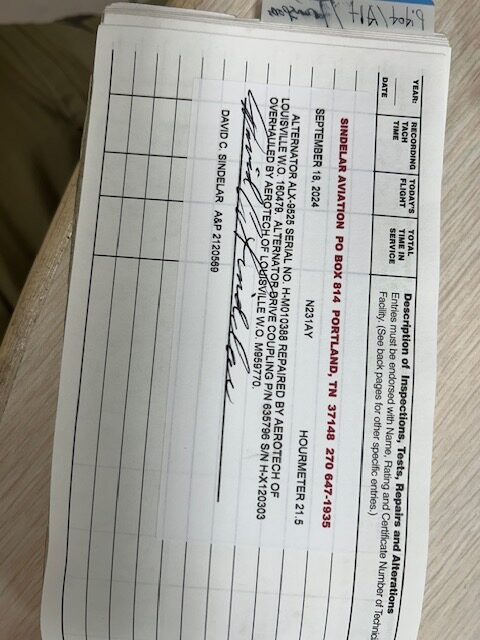 YEAR:
DATE
RECORDING
TACH
TIME
TODAY'S
FLIGHT
TOTAL
TIME IN
SERVICE
Description of Inspections, Tests, Repairs and Alterations
Entries must be endorsed with Name, Rating and Certificate Number of
Facility. (See back pages for other specific entries.)
SINDELAR AVIATION PO BOX 814 PORTLAND, TN 37148 270 647-1935
SEPTEMBER 18, 2024 N231AY HOURMETER 21.5
ALTERNATOR ALX-9525 SERIAL NO. H-M010388 REPAIRED BY AEROTECH OF
LOUISVILLE W.O. 160479. ALTERNATOR DRIVE COUPLING P/N 635796 S/N H-X120303
OVERHAULED BY AEROTECH OF LOUISVILLE W.O. M959770.
David C Sindelar
DAVID C. SINDELAR A&P 2120569